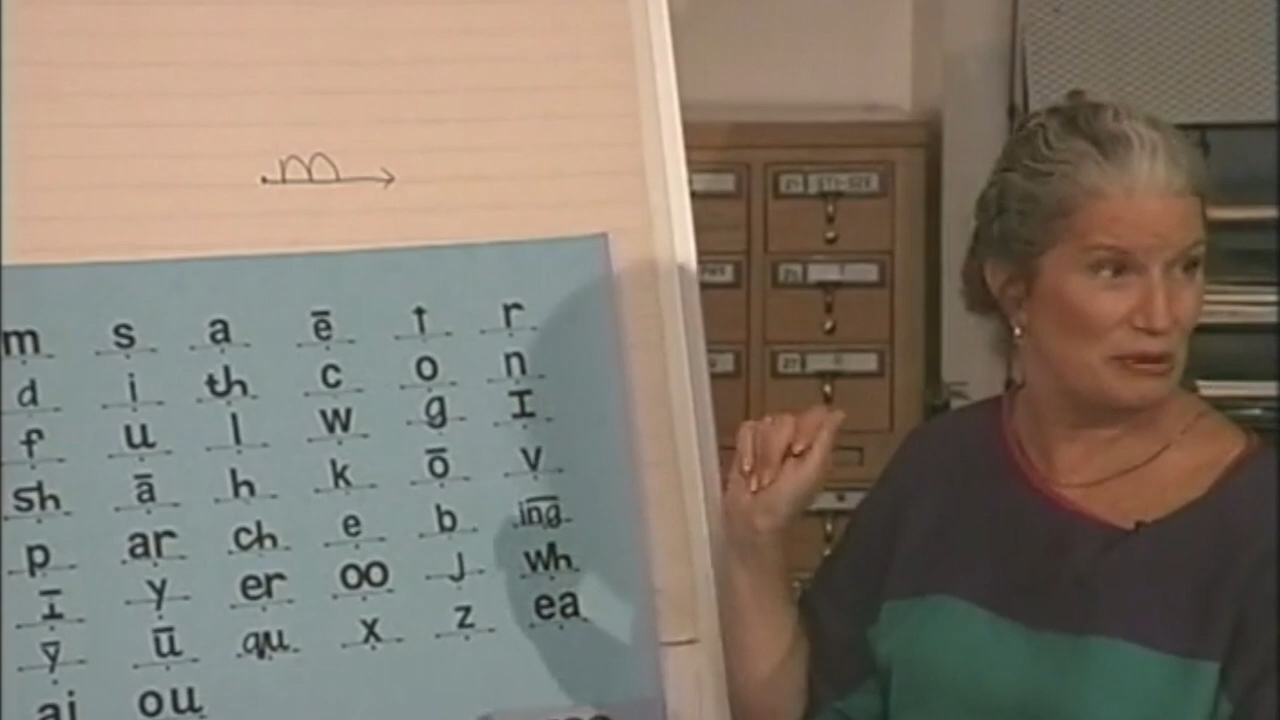 m
m s a ē t r
d i th c o n
f u l w g I
sh ā h k ō v
p ar ch e b ing
Ī y er oo J wh
ȳ ū qu x z ea
ai ou